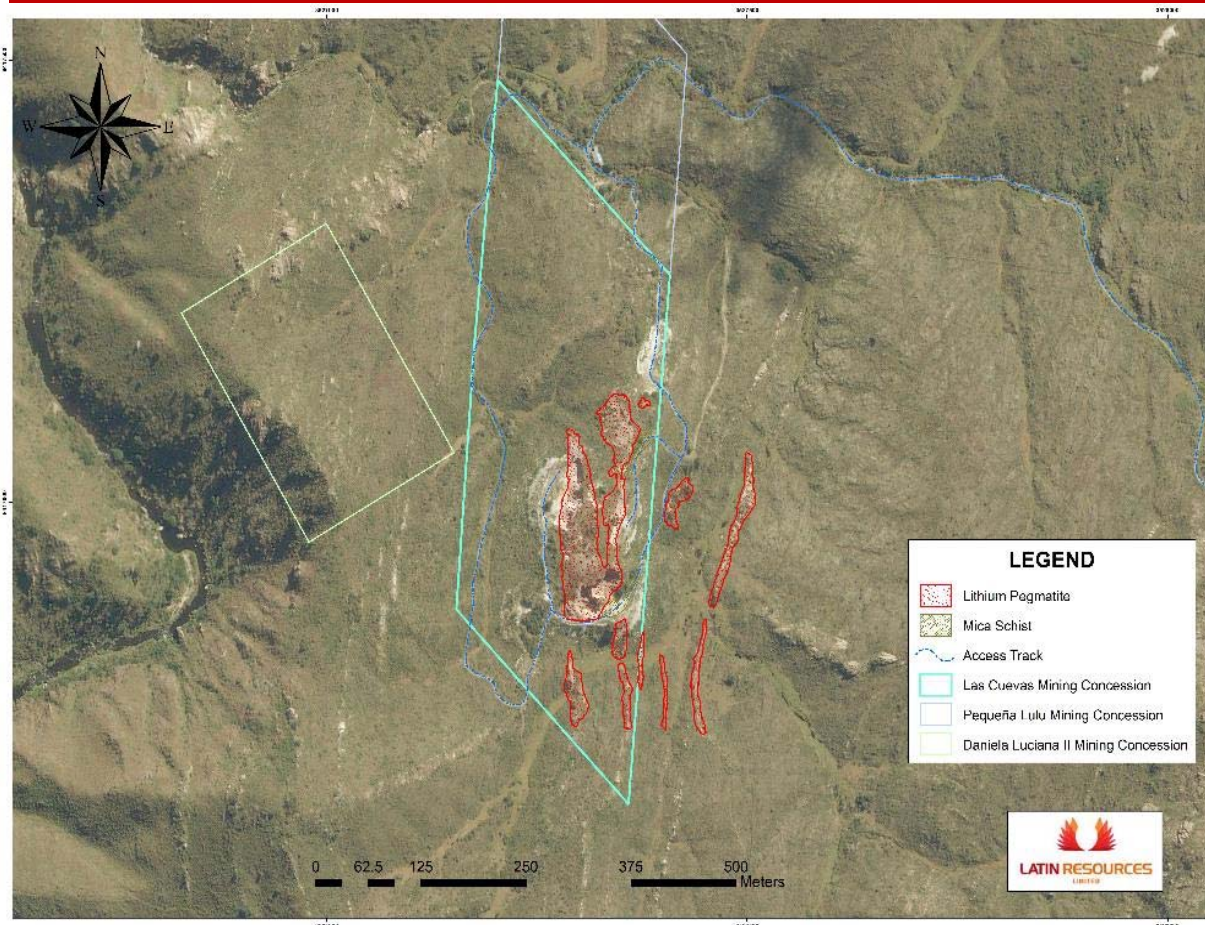 N
W E
S
LEGEND
Lithium Pegmatite
Mica Schist
Access Track
Las Cuevas Mining Concession
Pequeña Lulu Mining Concession
Daniela Luciana II Mining Concession
0 62.5 125 250 375 500
Meters
LATIN RESOURCES
LIMITED